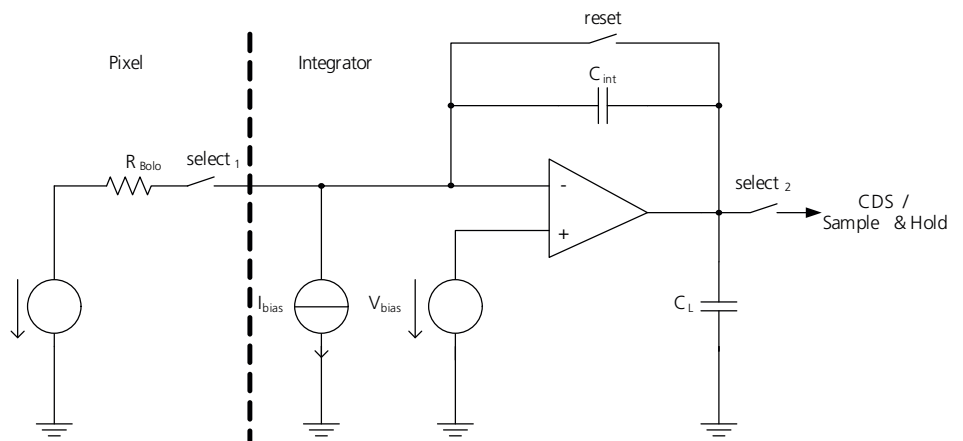 reset
Pixel
Integrator
C int
R Bolo
select 1
-
+
select 2
CDS /
Sample & Hold
I bias
V bias
C L